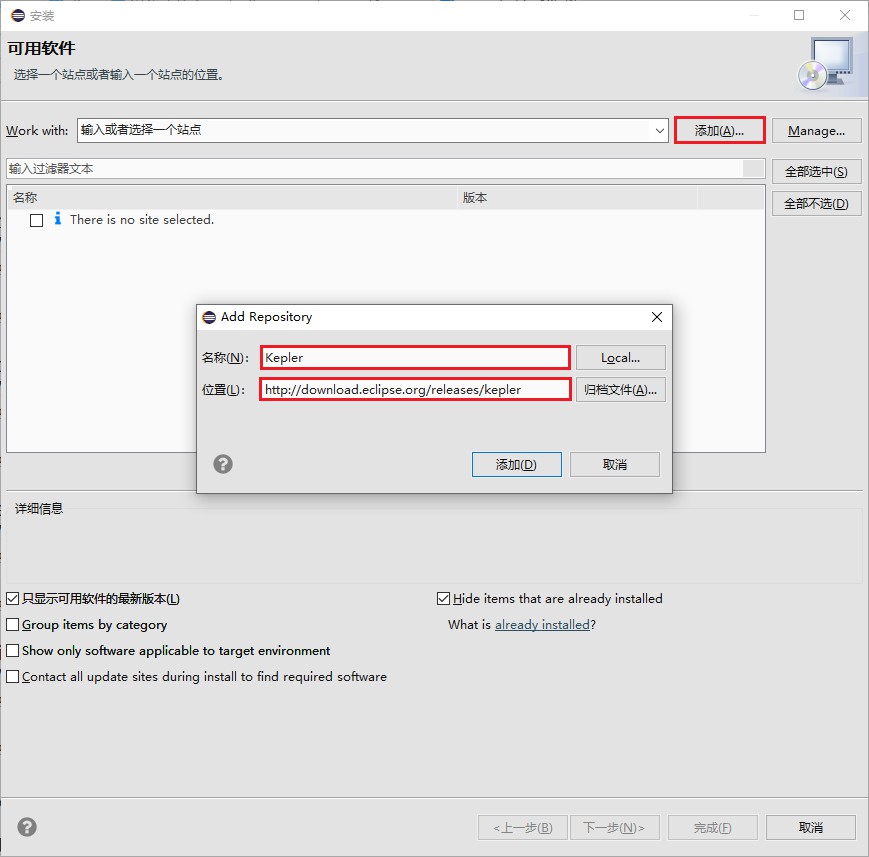 安装
可用软件
选择一个站点或者输入一个站点的位置。
Work with: 输入或者选择一个站点 添加(A)... Manage...
输入过滤器文本 全部选中(S)
名称 版本 全部不选(D)
There is no site selected.
Add Repository
名称(N): Kepler Local...
位置(L): http://download.eclipse.org/releases/kepler 归档文件(A)...
添加(D) 取消
详细信息
只显示可用软件的最新版本(L) Hide items that are already installed
Group items by category What is already installed?
Show only software applicable to target environment
Contact all update sites during install to find required software
<上一步(B) 下一步(N)> 完成(F) 取消